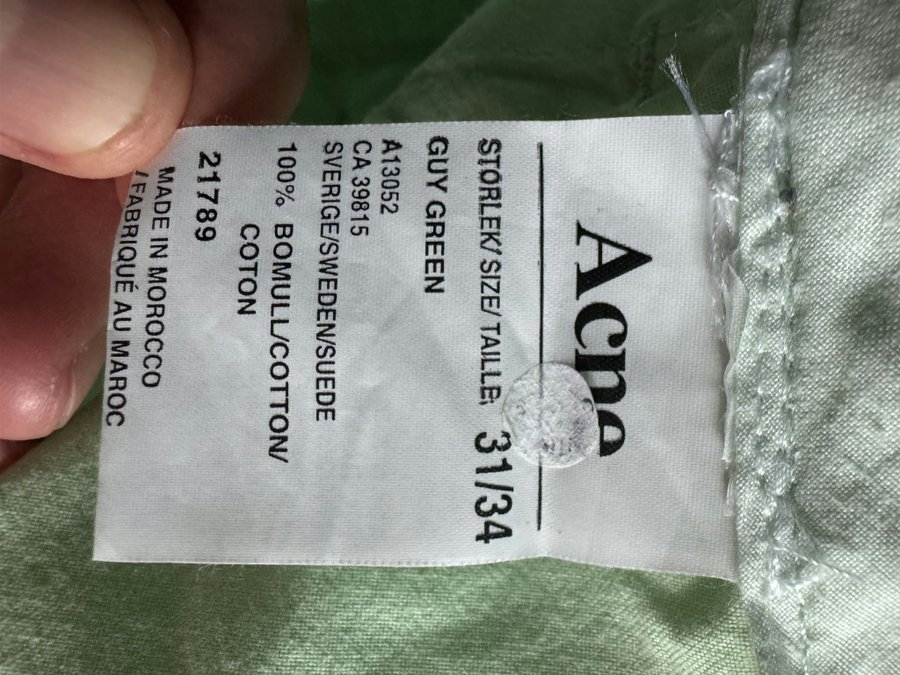 Acne
STORLEK/ SIZE/ TAILLE: 31/34
GUY GREEN
A13052
CA 39815
SVERIGE/SWEDEN/SUEDE
100% BOMULL/COTTON/
COTON
21789
MADE IN MOROCCO
/ FABRIQUÉ AU MAROC